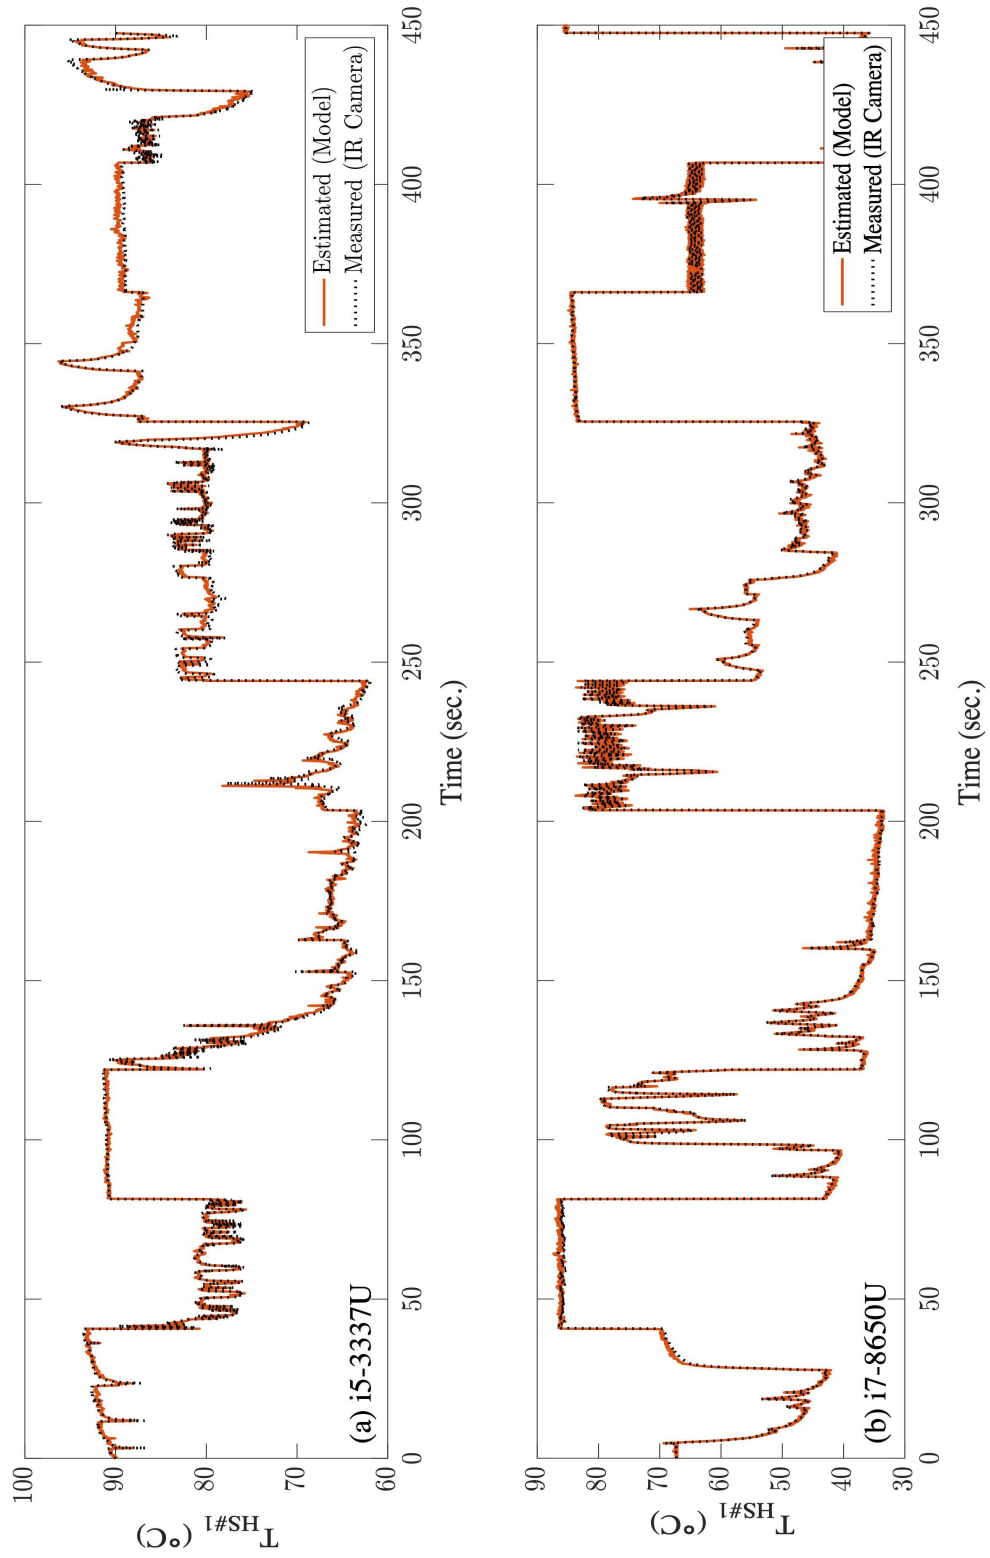 T_HS#1 (°C)
100
90
80
70
60
(a) i5-3337U
Estimated (Model)
Measured (IR Camera)
0 50 100 150 200 250 300 350 400 450
Time (sec.)
T_HS#1 (°C)
90
80
70
60
50
40
30
(b) i7-8650U
Estimated (Model)
Measured (IR Camera)
0 50 100 150 200 250 300 350 400 450
Time (sec.)